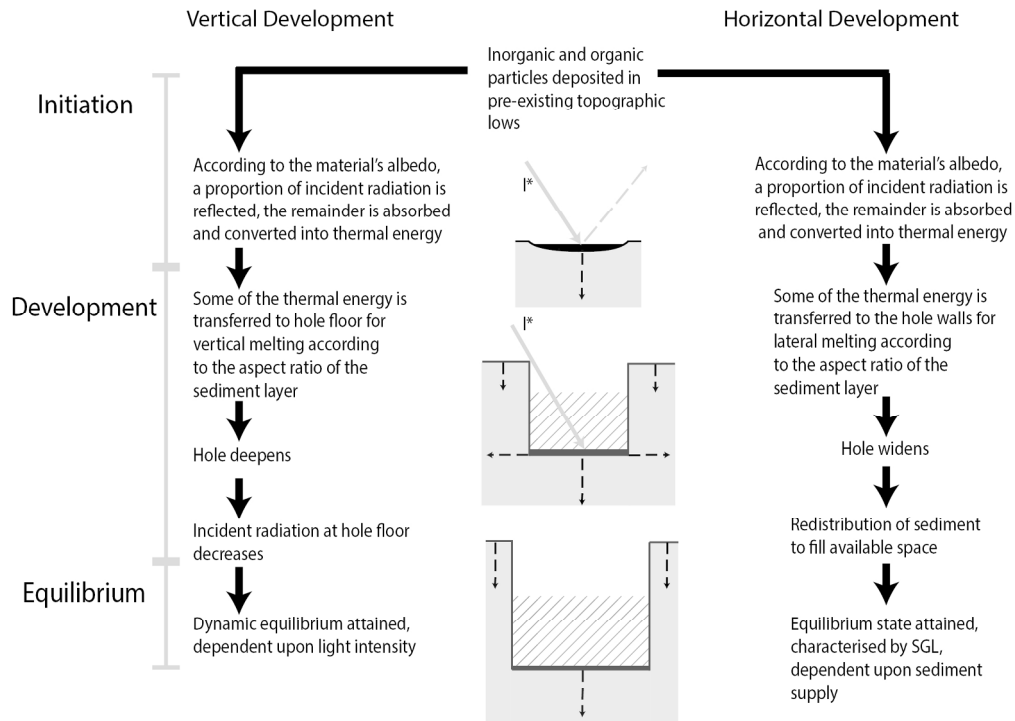 Vertical Development
Horizontal Development
Inorganic and organic
particles deposited in
pre-existing topographic
lows
Initiation
According to the material's albedo,
a proportion of incident radiation is
reflected, the remainder is absorbed
and converted into thermal energy
I*
According to the material's albedo,
a proportion of incident radiation is
reflected, the remainder is absorbed
and converted into thermal energy
Development
Some of the thermal energy is
transferred to hole floor for
vertical melting according
to the aspect ratio of the
sediment layer
I*
Some of the thermal energy is
transferred to the hole walls for
lateral melting according
to the aspect ratio of the
sediment layer
Hole deepens
Hole widens
Incident radiation at hole floor
decreases
Redistribution of sediment
to fill available space
Equilibrium
Dynamic equilibrium attained,
dependent upon light intensity
Equilibrium state attained,
characterised by SGL,
dependent upon sediment
supply